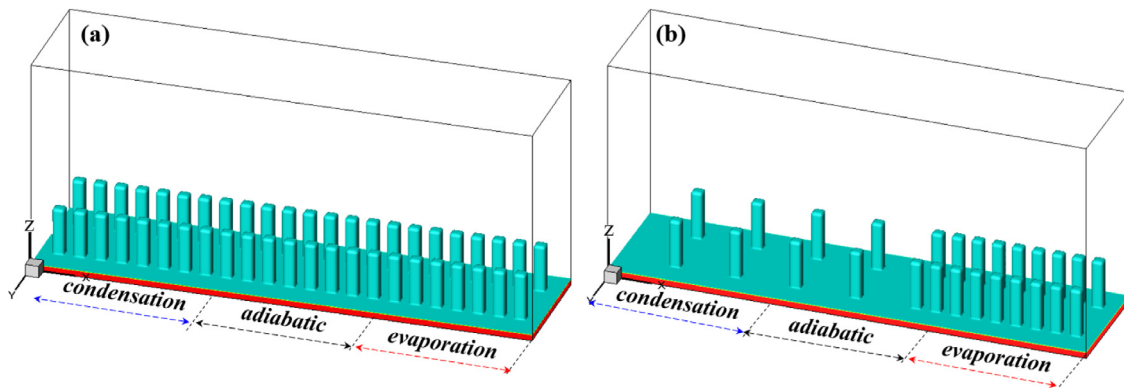 (a)
Z
Y
X
condensation
adiabatic
evaporation
(b)
Z
Y
X
condensation
adiabatic
evaporation